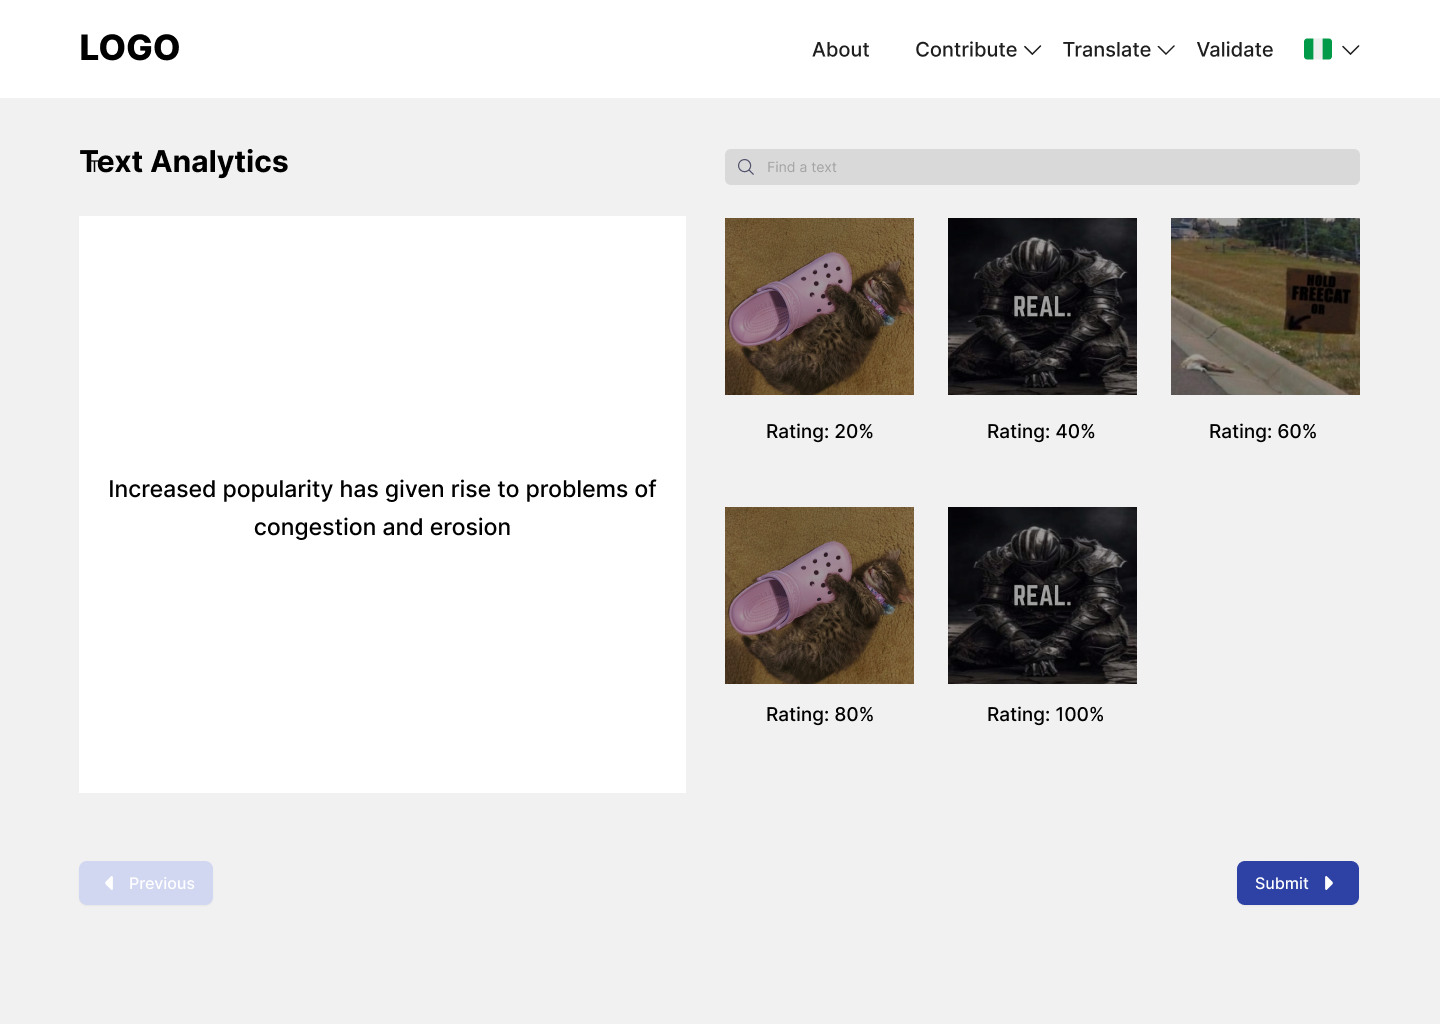 LOGO
About Contribute Translate Validate
Text Analytics
Find a text
Increased popularity has given rise to problems of
congestion and erosion
REAL.
HOLD
FREECAT
OR
Rating: 20%
Rating: 40%
Rating: 60%
REAL.
Rating: 80%
Rating: 100%
Previous
Submit